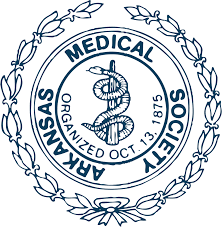 ARKANSAS MEDICAL SOCIETY
ORGANIZED OCT. 13, 1875